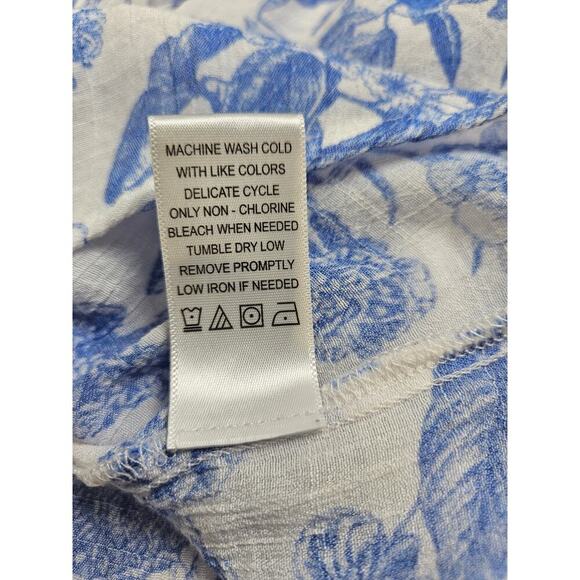 MACHINE WASH COLD
WITH LIKE COLORS
DELICATE CYCLE
ONLY NON - CHLORINE
BLEACH WHEN NEEDED
TUMBLE DRY LOW
REMOVE PROMPTLY
LOW IRON IF NEEDED